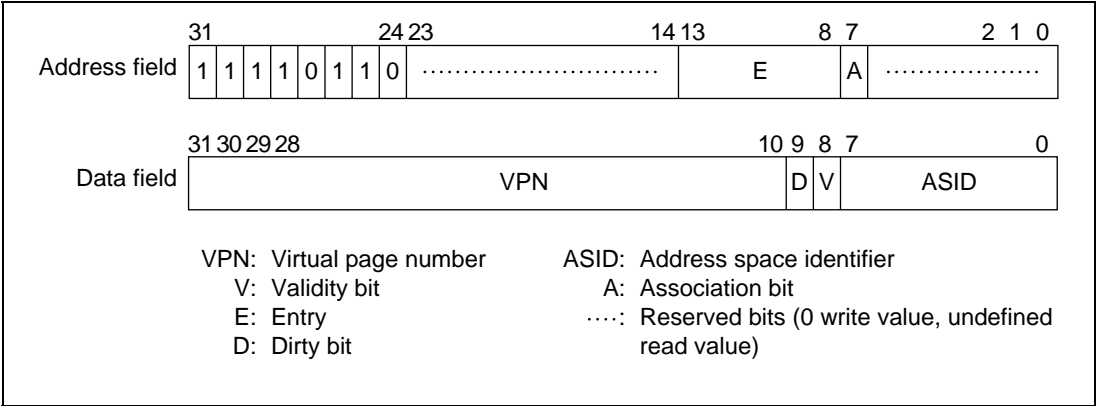 31 24 23 14 13 8 7 2 1 0
Address field 1 1 1 1 0 1 1 0 ............................ E A ...................
31 30 29 28 10 9 8 7 0
Data field VPN D V ASID
VPN: Virtual page number ASID: Address space identifier
V: Validity bit A: Association bit
E: Entry ····: Reserved bits (0 write value, undefined
D: Dirty bit read value)